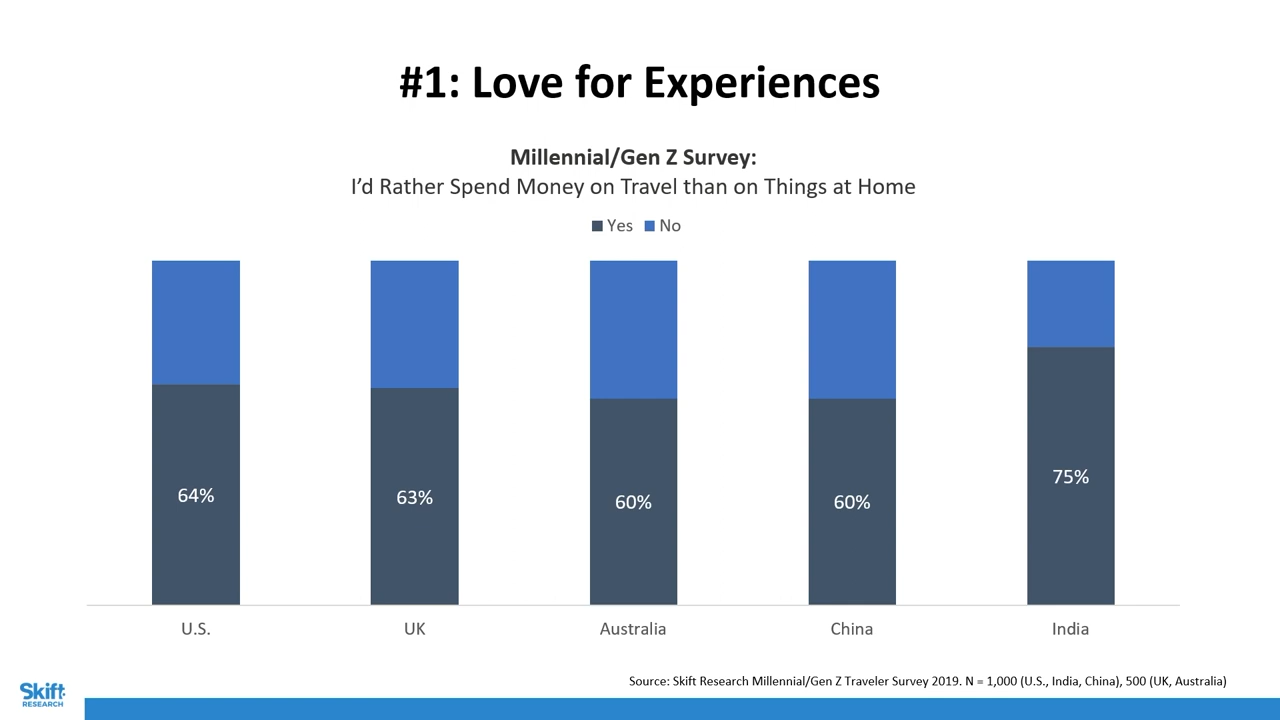 #1: Love for Experiences
Millennial/Gen Z Survey:
I’d Rather Spend Money on Travel than on Things at Home
Yes No
64% 63% 60% 60% 75%
U.S. UK Australia China India
Source: Skift Research Millennial/Gen Z Traveler Survey 2019. N = 1,000 (U.S., India, China), 500 (UK, Australia)
Skift:
RESEARCH